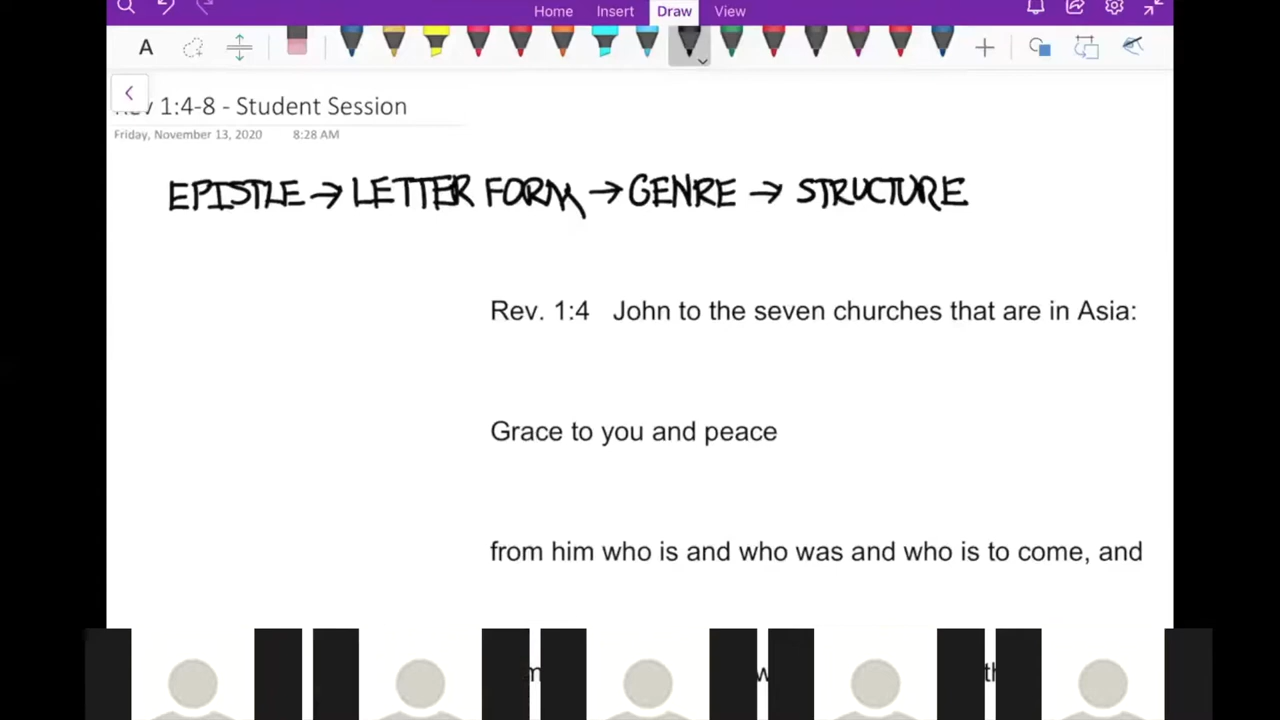 Home Insert Draw View
A
Rev 1:4-8 - Student Session
Friday, November 13, 2020 8:28 AM
EPISTLE → LETTER FORM → GENRE → STRUCTURE
Rev. 1:4 John to the seven churches that are in Asia:
Grace to you and peace
from him who is and who was and who is to come, and